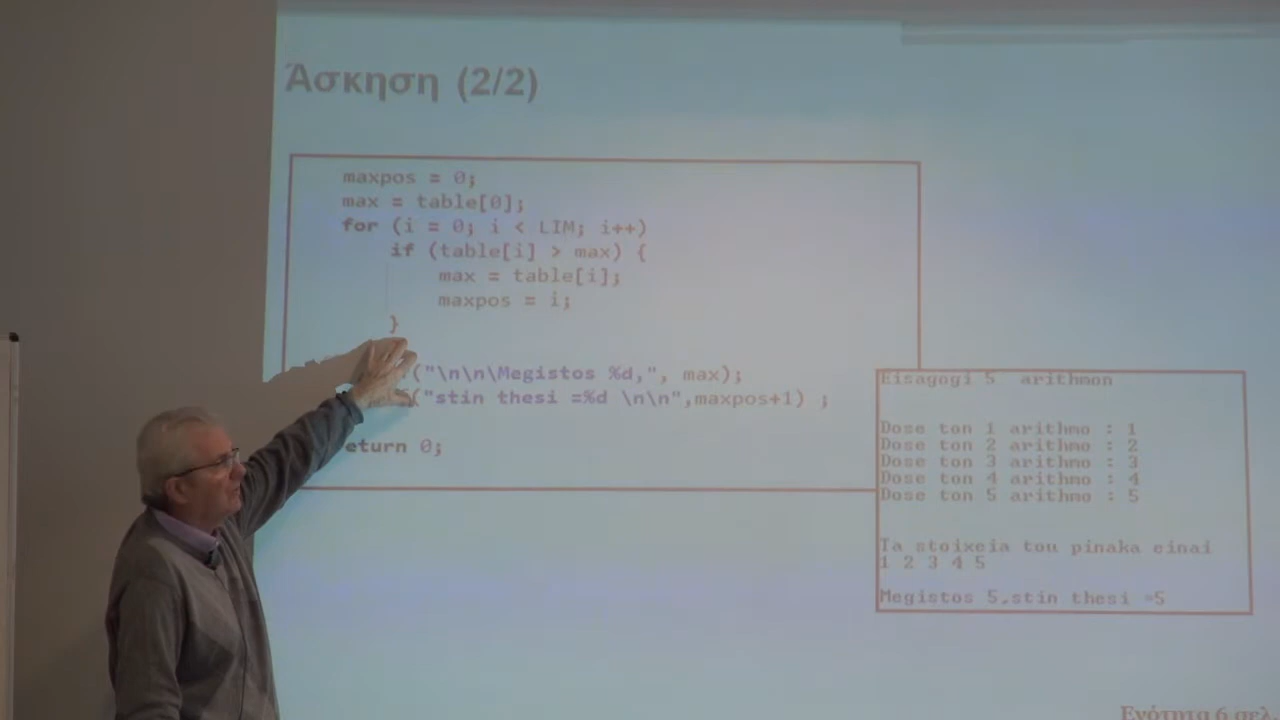 Άσκηση (2/2)
maxpos = 0;
max = table[0];
for (i = 0; i < LIM; i++)
if (table[i] > max) {
max = table[i];
maxpos = i;
}
("\n\n\Megistos %d,", max);
("stin thesi =%d \n\n",maxpos+1) ;
eturn 0;
Eisagogi 5 arithmon
Dose ton 1 arithmo : 1
Dose ton 2 arithmo : 2
Dose ton 3 arithmo : 3
Dose ton 4 arithmo : 4
Dose ton 5 arithmo : 5
Ta stoixeia tou pinaka einai
1 2 3 4 5
Megistos 5,stin thesi =5
Ενότητα 6 σελ